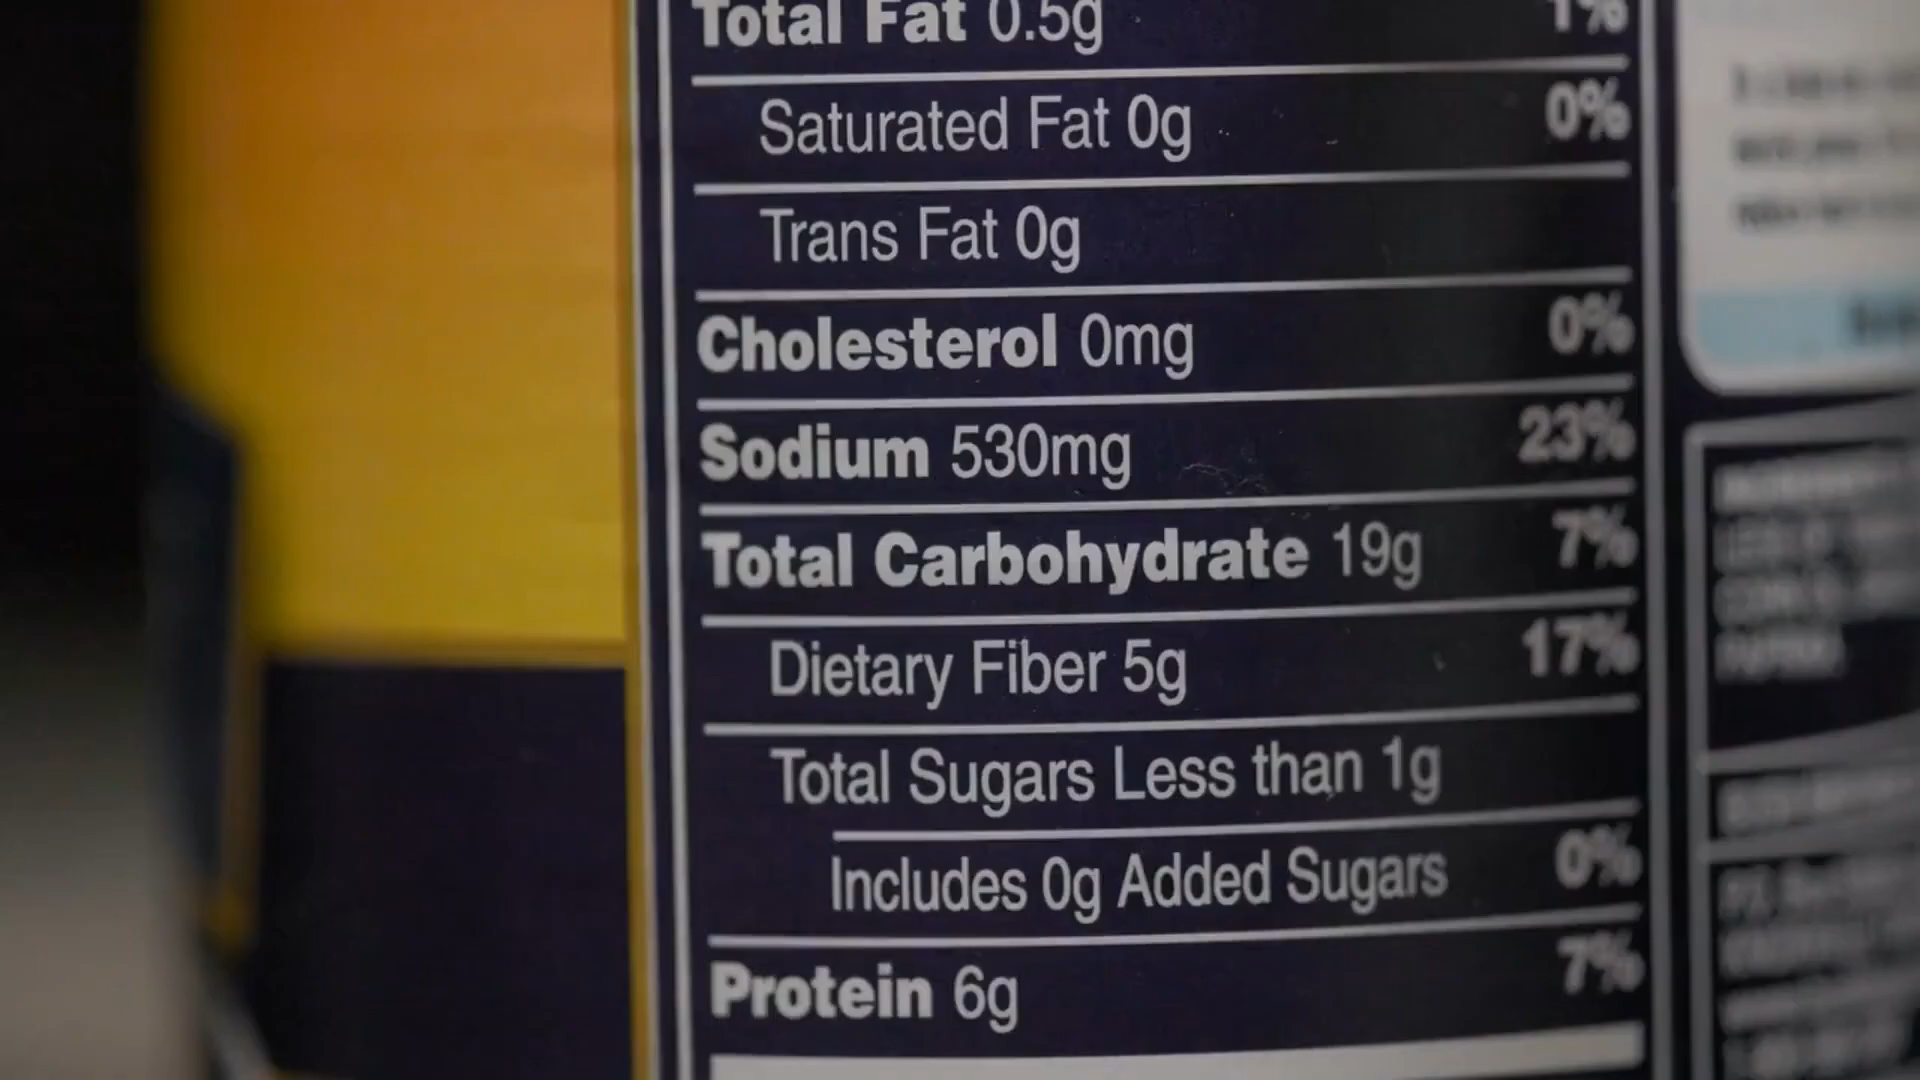 Total Fat 0.5g 1%
Saturated Fat 0g 0%
Trans Fat 0g
Cholesterol 0mg 0%
Sodium 530mg 23%
Total Carbohydrate 19g 7%
Dietary Fiber 5g 17%
Total Sugars Less than 1g
Includes 0g Added Sugars 0%
Protein 6g 7%